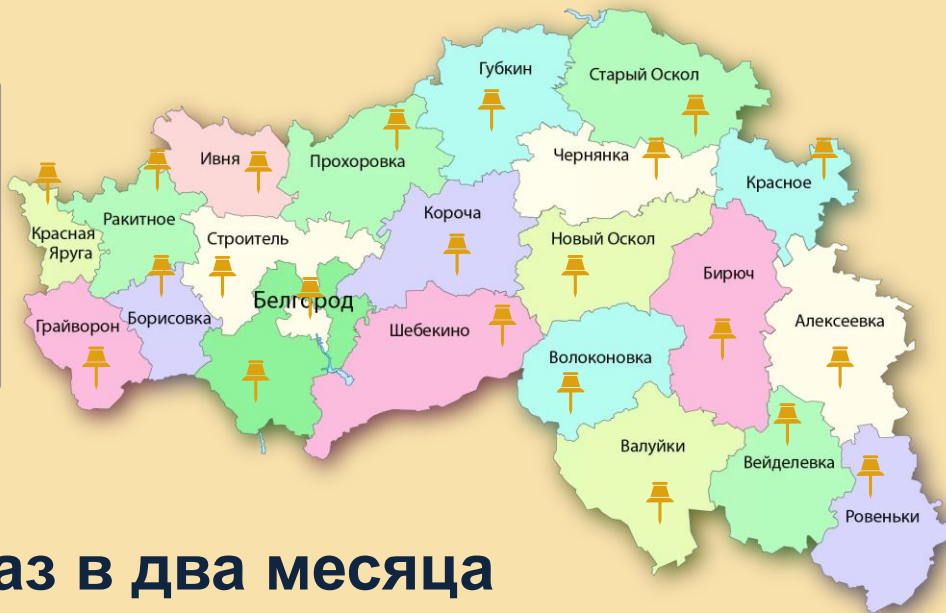 Губкин
Старый Оскол
Ивня
Прохоровка
Чернянка
Красное
Ракитное
Короча
Красная
Яруга
Строитель
Новый Оскол
Бирюч
Белгород
Грайворон
Борисовка
Шебекино
Алексеевка
Волоконовка
Валуйки
Вейделевка
Ровеньки
аз в два месяца